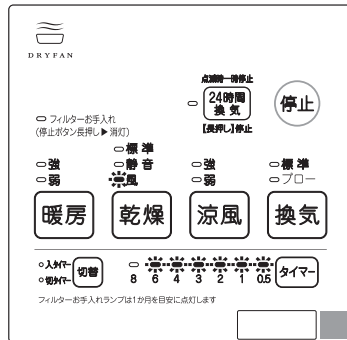 DRYFAN
点滅時一時停止
24時間
換気
【長押し】停止
停止
フィルターお手入れ
(停止ボタン長押し▶消灯)
標準
強 静音 強 標準
弱 風 弱 ブロー
暖房 乾燥 涼風 換気
入タイマー
切タイマー
切替
8 6 4 3 2 1 0.5
タイマー
フィルターお手入れランプは1か月を目安に点灯します